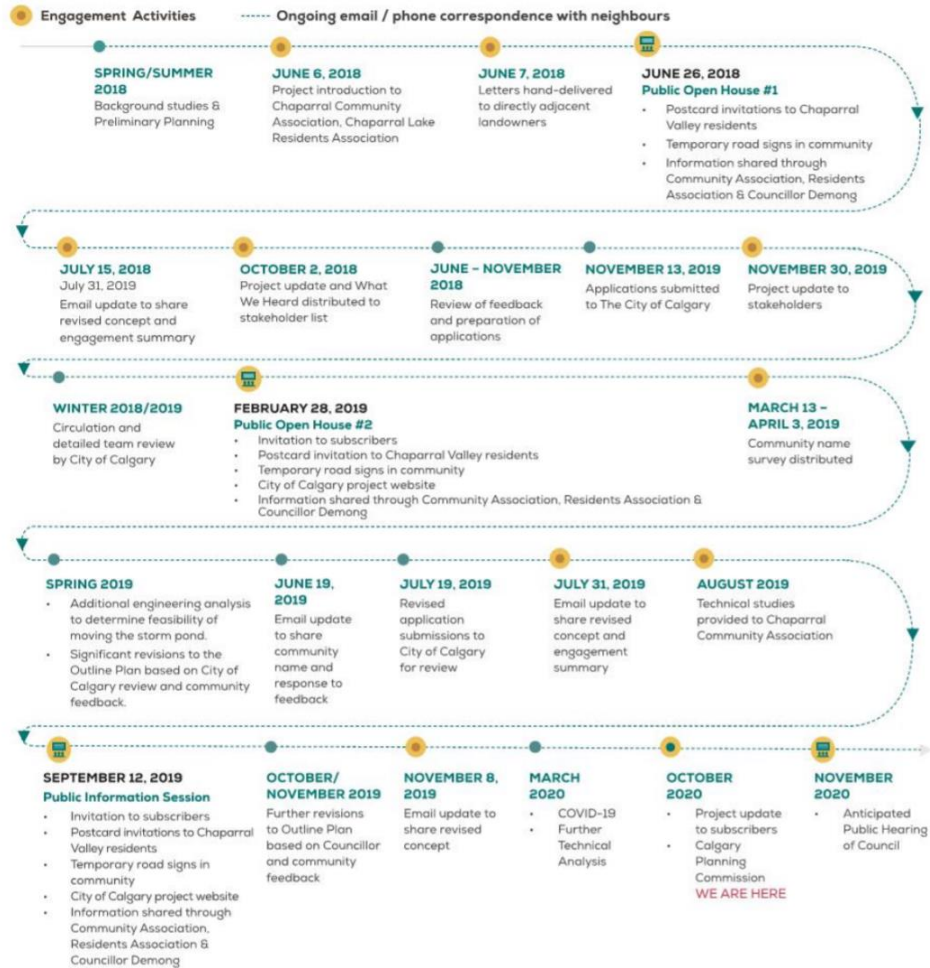 Engagement Activities
Ongoing email / phone correspondence with neighbours
SPRING/SUMMER
2018
Background studies &
Preliminary Planning
JUNE 6, 2018
Project introduction to
Chaparral Community
Association, Chaparral Lake
Residents Association
JUNE 7, 2018
Letters hand-delivered
to directly adjacent
landowners
JUNE 26, 2018
Public Open House #1
• Postcard invitations to Chaparral
Valley residents
• Temporary road signs in community
• Information shared through
Community Association, Residents
Association & Councillor Demong
JULY 15, 2018
July 31, 2019
Email update to share
revised concept and
engagement summary
OCTOBER 2, 2018
Project update and What
We Heard distributed to
stakeholder list
JUNE – NOVEMBER
2018
Review of feedback
and preparation of
applications
NOVEMBER 13, 2019
Applications submitted
to The City of Calgary
NOVEMBER 30, 2019
Project update to
stakeholders
WINTER 2018/2019
Circulation and
detailed team review
by City of Calgary
FEBRUARY 28, 2019
Public Open House #2
• Invitation to subscribers
• Postcard invitation to Chaparral Valley residents
• Temporary road signs in community
• City of Calgary project website
• Information shared through Community Association, Residents Association &
Councillor Demong
MARCH 13 –
APRIL 3, 2019
Community name
survey distributed
SPRING 2019
• Additional engineering analysis
to determine feasibility of
moving the storm pond.
• Significant revisions to the
Outline Plan based on City of
Calgary review and community
feedback.
JUNE 19,
2019
Email update
to share
community
name and
response to
feedback
JULY 19, 2019
Revised
application
submissions to
City of Calgary
for review
JULY 31, 2019
Email update to
share revised
concept and
engagement
summary
AUGUST 2019
Technical studies
provided to Chaparral
Community Association
SEPTEMBER 12, 2019
Public Information Session
• Invitation to subscribers
• Postcard invitations to Chaparral
Valley residents
• Temporary road signs in
community
• City of Calgary project website
• Information shared through
Community Association,
Residents Association &
Councillor Demong
OCTOBER/
NOVEMBER 2019
Further revisions
to Outline Plan
based on Councillor
and community
feedback
NOVEMBER 8,
2019
Email update to
share revised
concept
MARCH
2020
• COVID-19
• Further
Technical
Analysis
OCTOBER
2020
• Project update
to subscribers
• Calgary
Planning
Commission
WE ARE HERE
NOVEMBER
2020
• Anticipated
Public Hearing
of Council